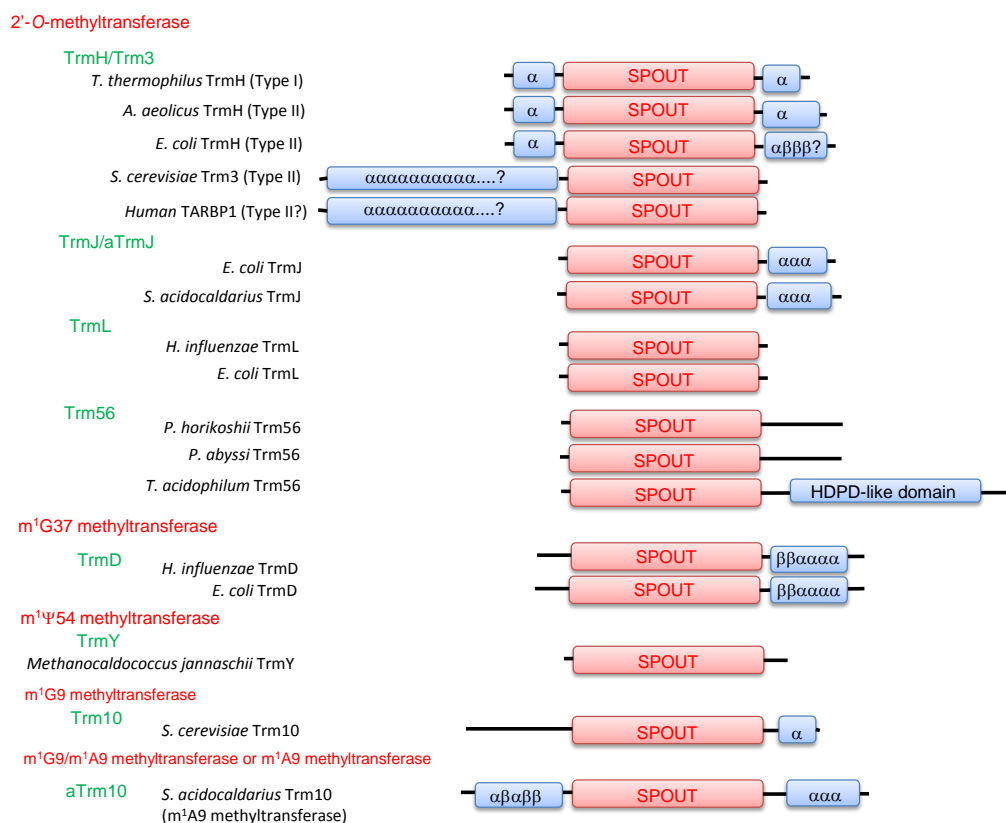 2'-O-methyltransferase
TrmH/Trm3
T. thermophilus TrmH (Type I) α SPOUT α
A. aeolicus TrmH (Type II) α SPOUT α
E. coli TrmH (Type II) α SPOUT αβββ?
S. cerevisiae Trm3 (Type II) αααααααααα....? SPOUT
Human TARBP1 (Type II?) αααααααααα....? SPOUT
TrmJ/aTrmJ
E. coli TrmJ SPOUT ααα
S. acidocaldarius TrmJ SPOUT ααα
TrmL
H. influenzae TrmL SPOUT
E. coli TrmL SPOUT
Trm56
P. horikoshii Trm56 SPOUT
P. abyssi Trm56 SPOUT
T. acidophilum Trm56 SPOUT HDPD-like domain
m¹G37 methyltransferase
TrmD
H. influenzae TrmD SPOUT ββαααα
E. coli TrmD SPOUT ββαααα
m¹Ψ54 methyltransferase
TrmY
Methanocaldococcus jannaschii TrmY SPOUT
m¹G9 methyltransferase
Trm10
S. cerevisiae Trm10 SPOUT α
m¹G9/m¹A9 methyltransferase or m¹A9 methyltransferase
aTrm10 S. acidocaldarius Trm10 αβαββ SPOUT ααα
(m¹A9 methyltransferase)